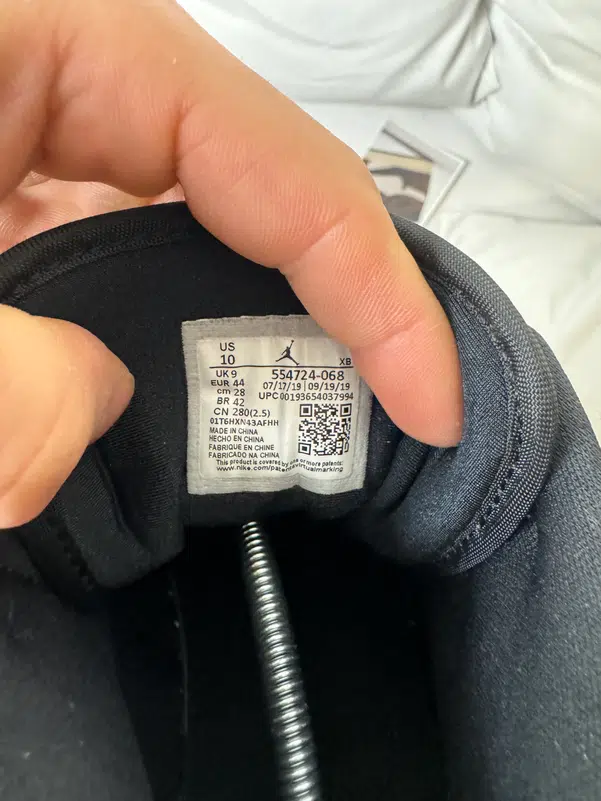 US
10
XB
UK 9
EUR 44
cm 28
BR 42
CN 280(2.5)
554724-068
07/17/19 | 09/19/19
UPC00193654037994
01T6HXN43AFHH
MADE IN CHINA
HECHO EN CHINA
FABRIQUE EN CHINE
FABRICADO NA CHINA
This product is covered by one or more patents:
www.nike.com/patentvirtualmarking